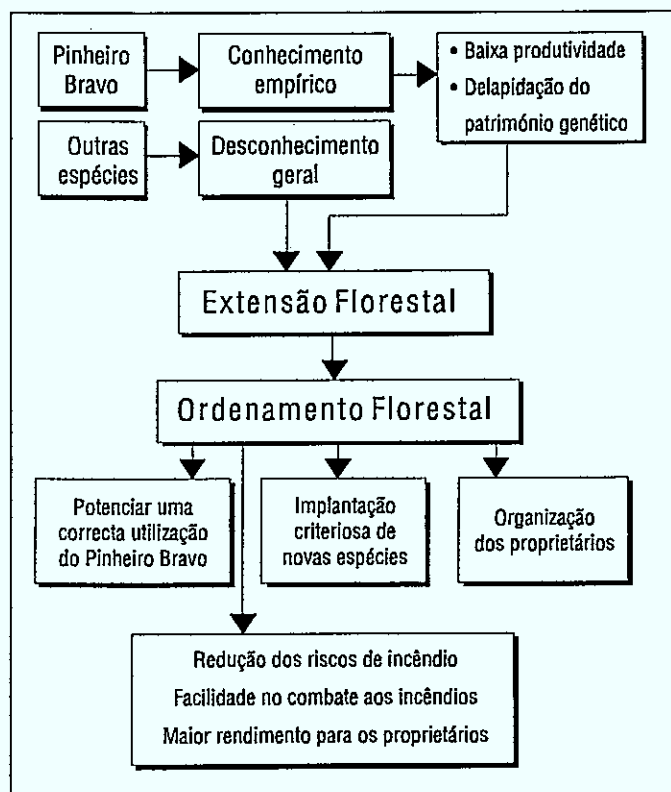 Pinheiro
Bravo
Conhecimento
empírico
• Baixa produtividade
• Delapidação do
património genético
Outras
espécies
Desconhecimento
geral
Extensão Florestal
Ordenamento Florestal
Potenciar uma
correcta utilização
do Pinheiro Bravo
Implantação
criteriosa de
novas espécies
Organização
dos proprietários
Redução dos riscos de incêndio
Facilidade no combate aos incêndios
Maior rendimento para os proprietários